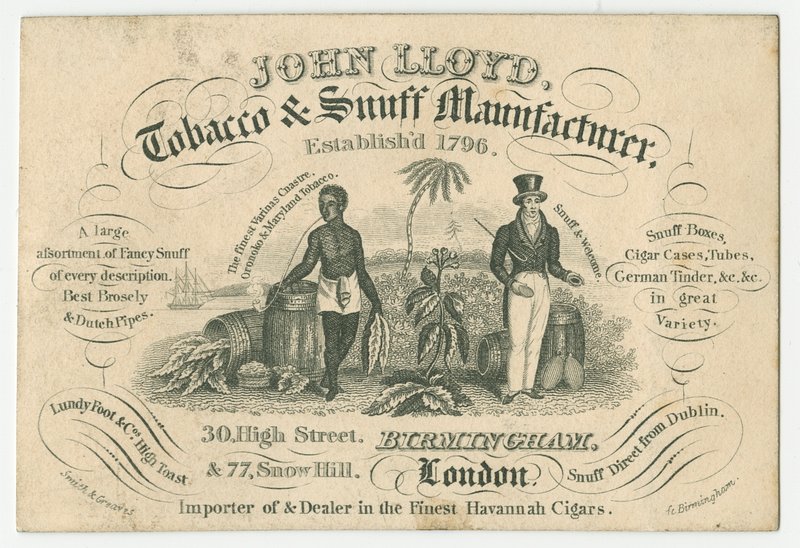 JOHN LLOYD,
Tobacco & Snuff Manufacturer.
Establish'd 1796.
The finest Varinas Cnastre,
Oronoko & Maryland Tobacco.
Snuff & Welcome.
A large
assortment of Fancy Snuff
of every description.
Best Brosely
& Dutch Pipes.
Snuff Boxes,
Cigar Cases, Tubes,
German Tinder, &c. &c.
in great
Variety.
Lundy Foot & Cos. High Toast.
30, High Street. BIRMINGHAM,
& 77, Snow Hill. London.
Snuff Direct from Dublin.
Importer of & Dealer in the Finest Havannah Cigars.
Smith & Greaves
sc Birmingham.